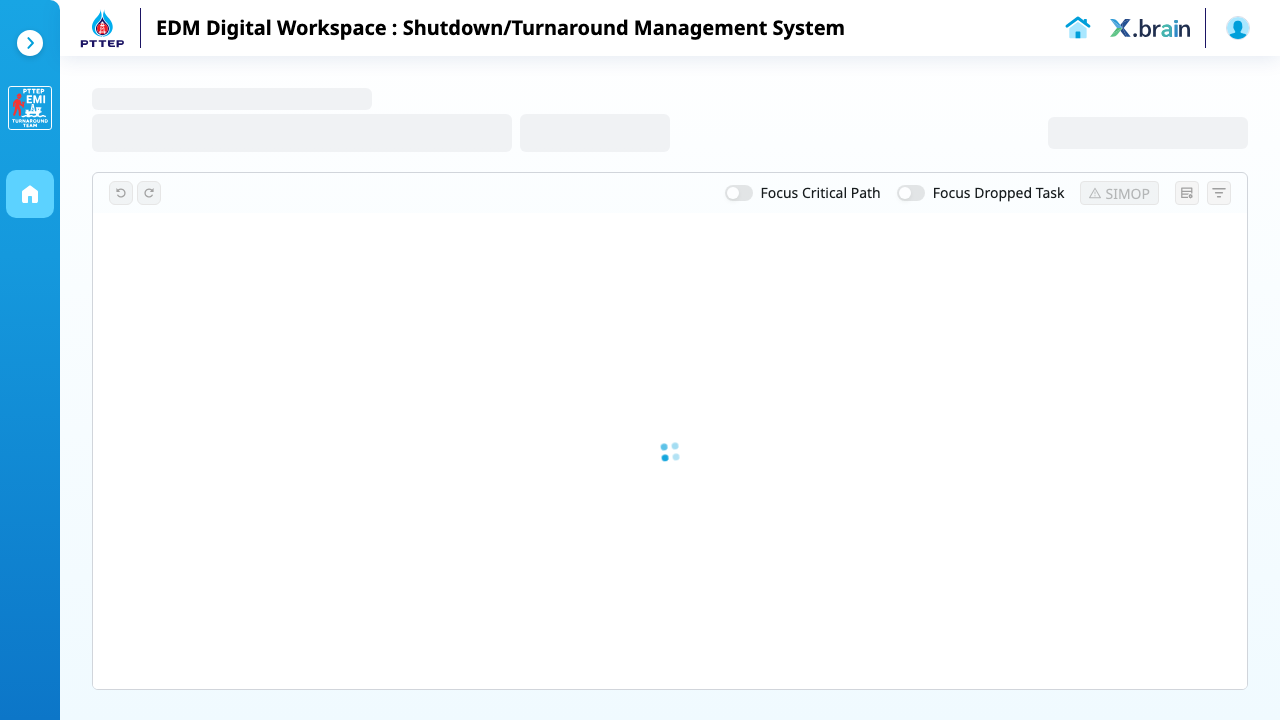 PTTEP
EDM Digital Workspace : Shutdown/Turnaround Management System
X.brain
PTTEP
EMI
TURNAROUND
TEAM
Focus Critical Path
Focus Dropped Task
SIMOP